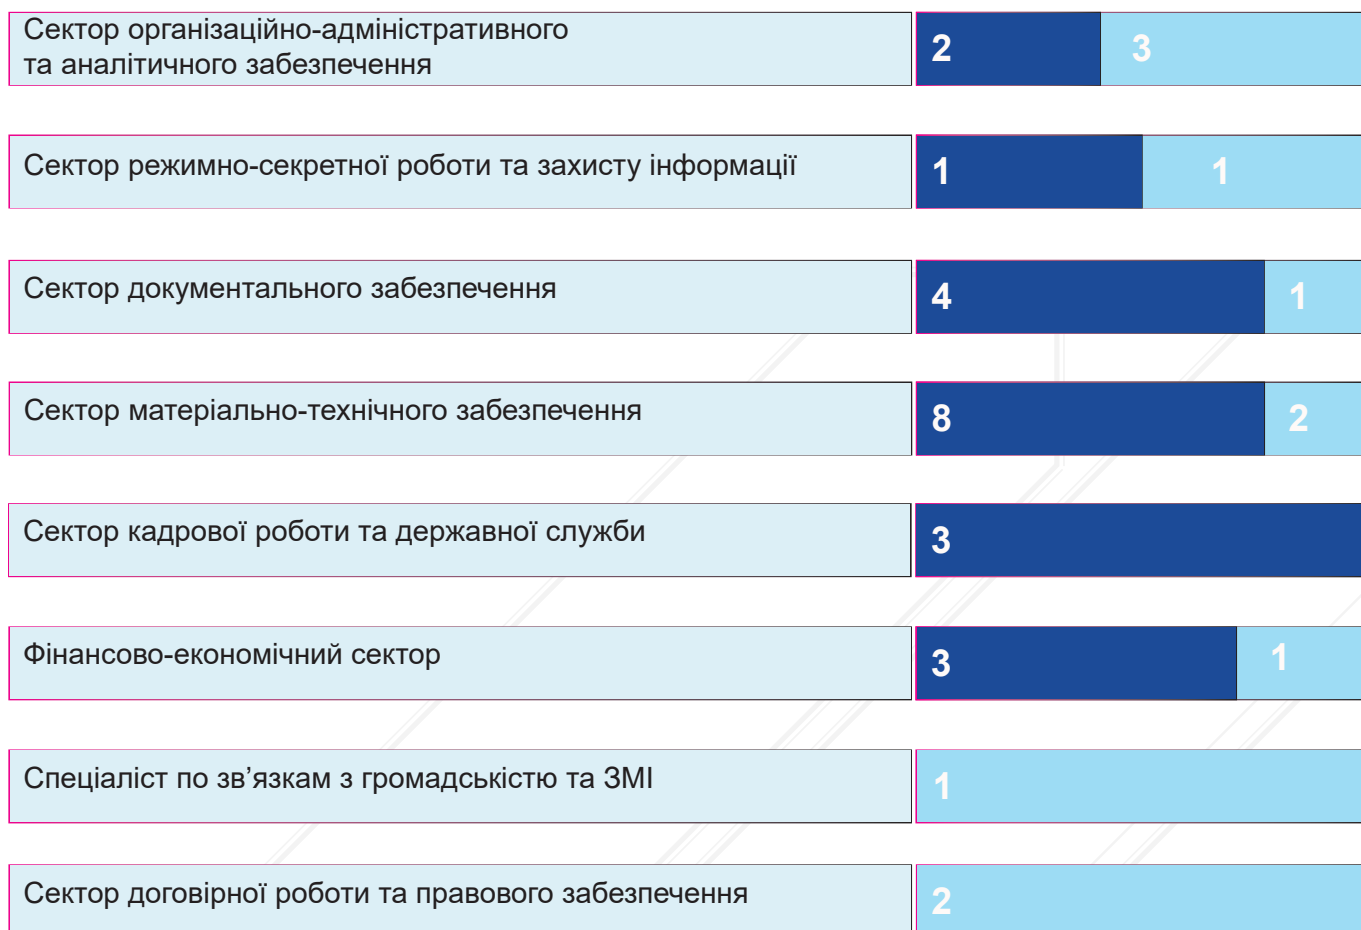 Сектор організаційно-адміністративного
та аналітичного забезпечення
2 3
Сектор режимно-секретної роботи та захисту інформації
1 1
Сектор документального забезпечення
4 1
Сектор матеріально-технічного забезпечення
8 2
Сектор кадрової роботи та державної служби
3
Фінансово-економічний сектор
3 1
Спеціаліст по зв’язкам з громадськістю та ЗМІ
1
Сектор договірної роботи та правового забезпечення
2